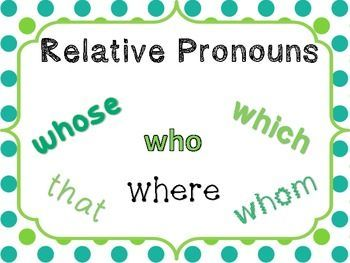 Relative Pronouns
whose
which
who
that
where
whom